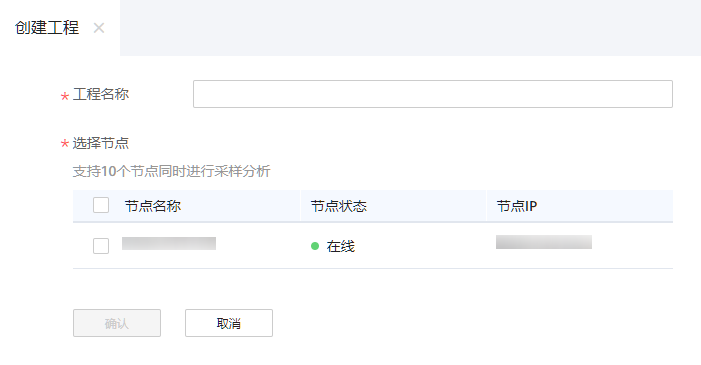 创建工程
* 工程名称
* 选择节点
支持10个节点同时进行采样分析
节点名称 节点状态 节点IP
在线
确认 取消